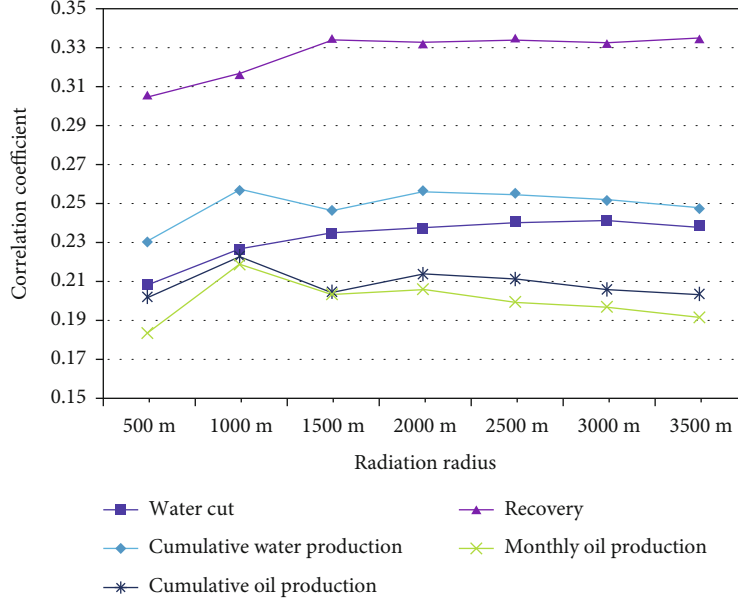 0.35
0.33
0.31
0.29
0.27
0.25
0.23
0.21
0.19
0.17
0.15
Correlation coefficient
500 m 1000 m 1500 m 2000 m 2500 m 3000 m 3500 m
Radiation radius
Water cut
Recovery
Cumulative water production
Monthly oil production
Cumulative oil production